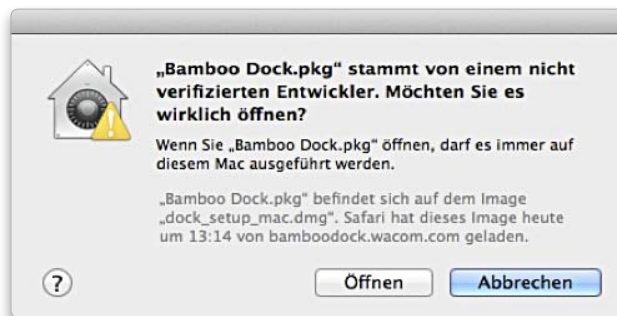 „Bamboo Dock.pkg“ stammt von einem nicht
verifizierten Entwickler. Möchten Sie es
wirklich öffnen?
Wenn Sie „Bamboo Dock.pkg“ öffnen, darf es immer auf
diesem Mac ausgeführt werden.
„Bamboo Dock.pkg“ befindet sich auf dem Image
„dock_setup_mac.dmg“. Safari hat dieses Image heute
um 13:14 von bamboodock.wacom.com geladen.
? Öffnen Abbrechen